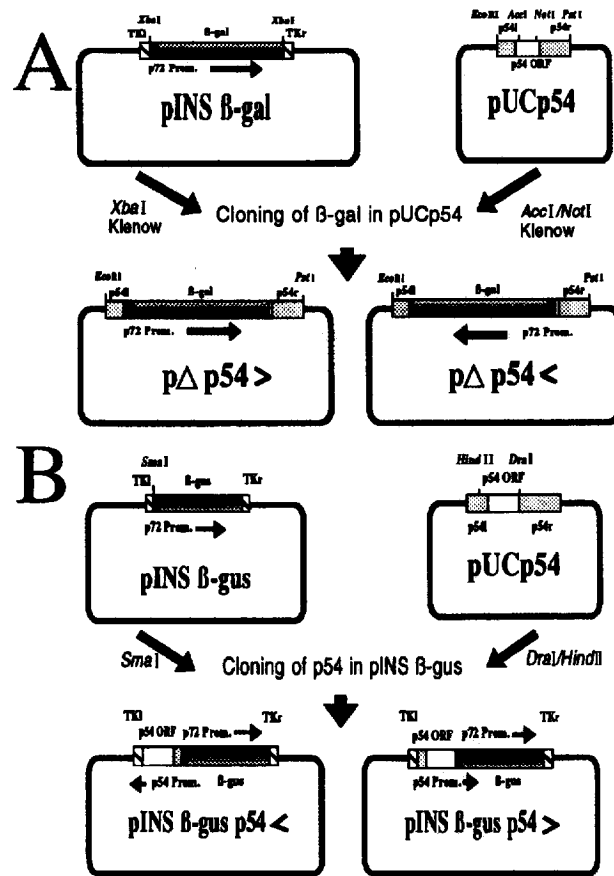 A
XbaI ß-gal XbaI
TKl TKr
p72 Prom.
pINS ß-gal
EcoRI AccI NotI PstI
p54l p54r
p54 ORF
pUCp54
XbaI
Klenow
Cloning of ß-gal in pUCp54
AccI/NotI
Klenow
EcoRI PstI
p54l ß-gal p54r
p72 Prom.
p∆ p54 >
EcoRI PstI
p54l ß-gal p54r
p72 Prom.
p∆ p54 <
B
SmaI
TKl ß-gus TKr
p72 Prom.
pINS ß-gus
Hind II DraI
p54 ORF
p54l p54r
pUCp54
SmaI
Cloning of p54 in pINS ß-gus
DraI/HindII
TKl TKr
p54 ORF p72 Prom.
p54 Prom. ß-gus
pINS ß-gus p54 <
TKl TKr
p54 ORF p72 Prom.
p54 Prom. ß-gus
pINS ß-gus p54 >